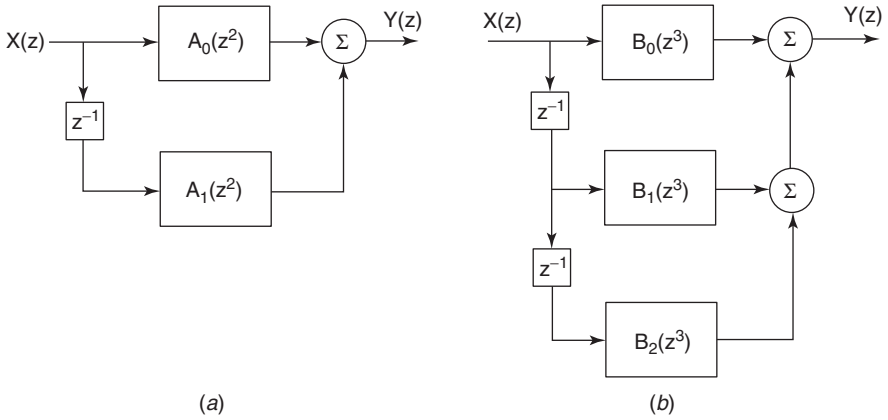 X(z)
A₀(z²)
Σ
Y(z)
z⁻¹
A₁(z²)
(a)
X(z)
B₀(z³)
Σ
Y(z)
z⁻¹
B₁(z³)
Σ
z⁻¹
B₂(z³)
(b)